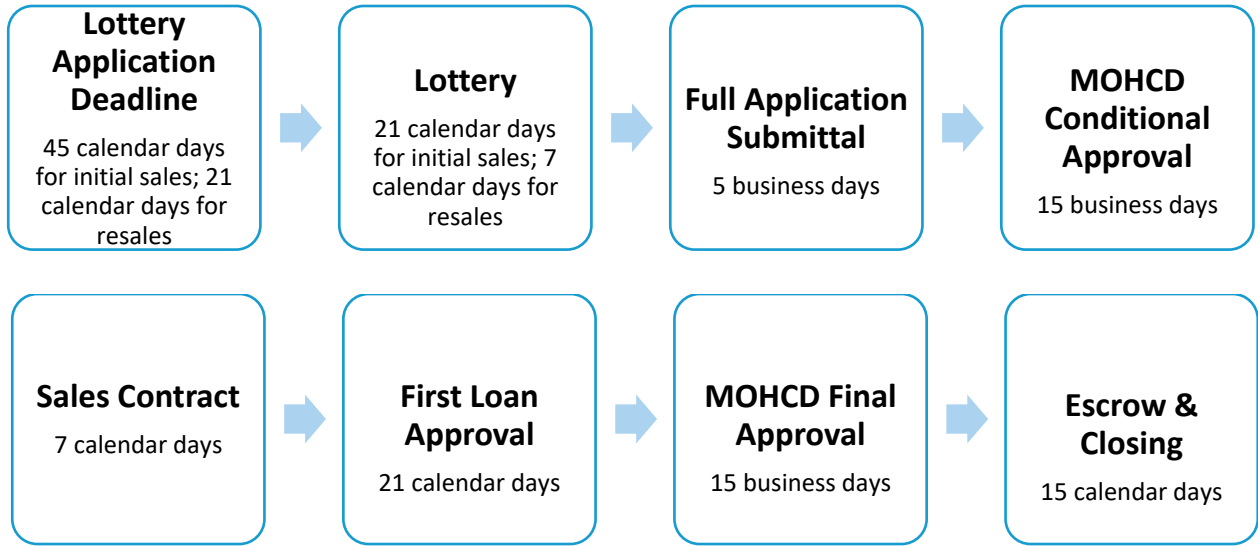 Lottery
Application
Deadline
45 calendar days
for initial sales; 21
calendar days for
resales
Lottery
21 calendar days
for initial sales; 7
calendar days for
resales
Full Application
Submittal
5 business days
MOHCD
Conditional
Approval
15 business days
Sales Contract
7 calendar days
First Loan
Approval
21 calendar days
MOHCD Final
Approval
15 business days
Escrow &
Closing
15 calendar days